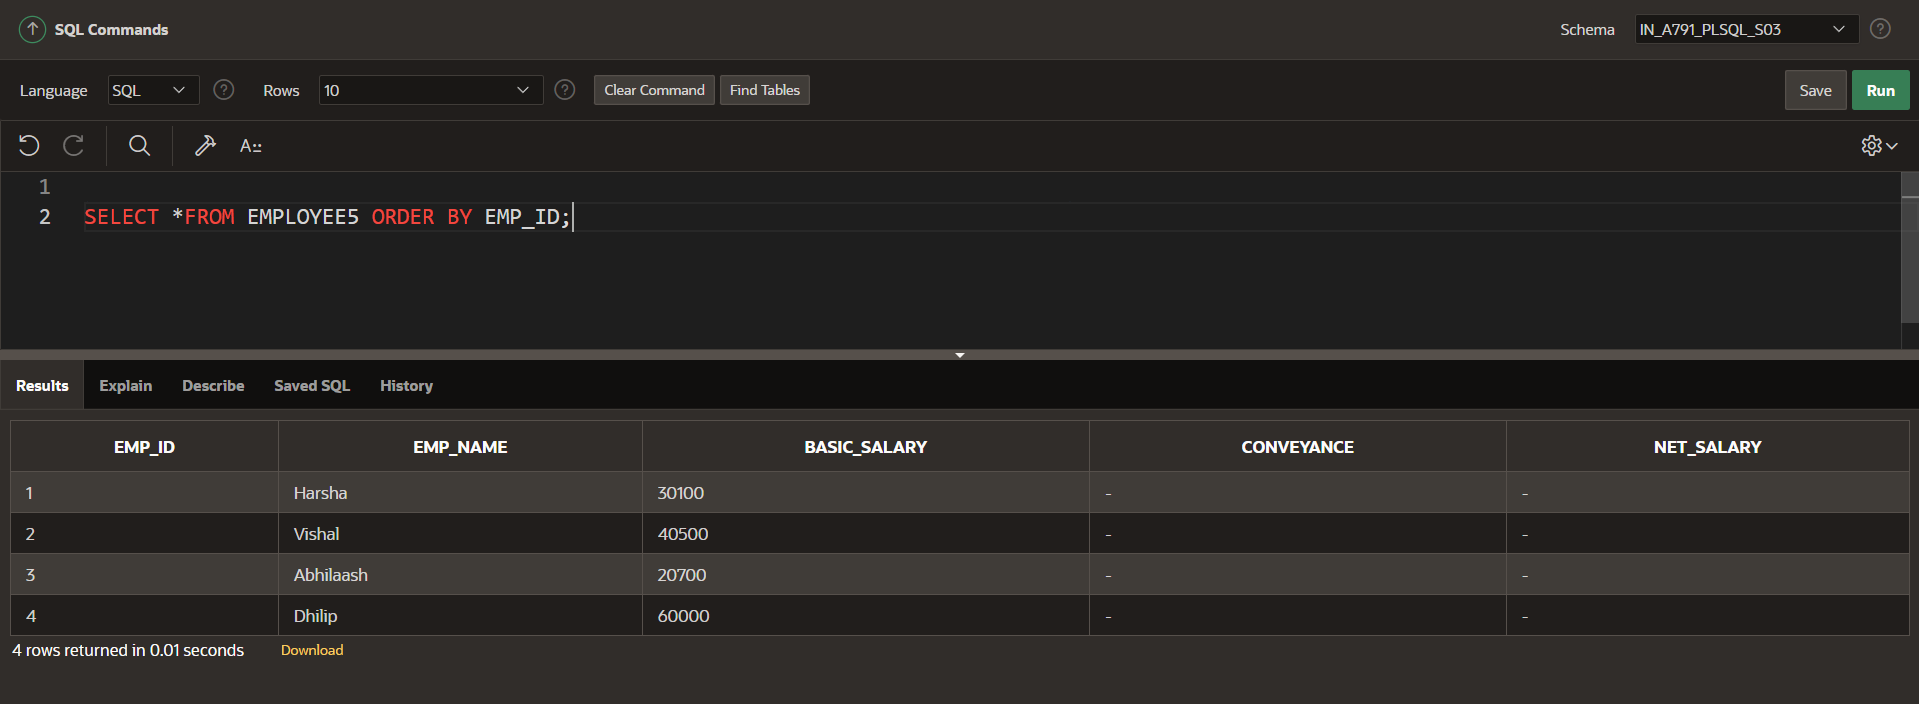 SQL Commands Schema IN_A791_PLSQL_S03
Language SQL Rows 10 Clear Command Find Tables Save Run
A
1
2 SELECT *FROM EMPLOYEE5 ORDER BY EMP_ID;
Results Explain Describe Saved SQL History
EMP_ID EMP_NAME BASIC_SALARY CONVEYANCE NET_SALARY
1 Harsha 30100 - -
2 Vishal 40500 - -
3 Abhilaash 20700 - -
4 Dhilip 60000 - -
4 rows returned in 0.01 seconds Download